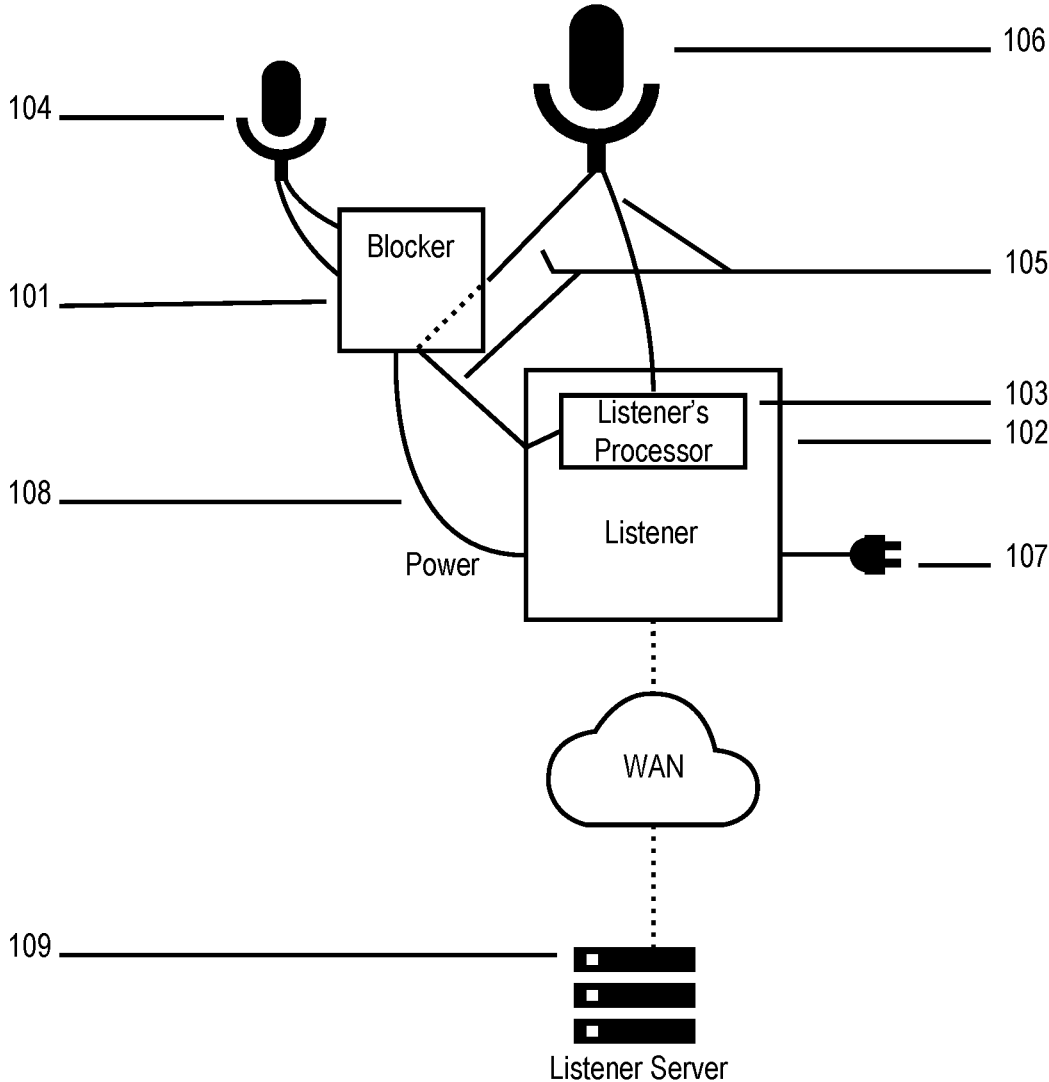 106
104
Blocker
105
101
103
Listener's
Processor
102
108
Listener
Power
107
WAN
109
Listener Server